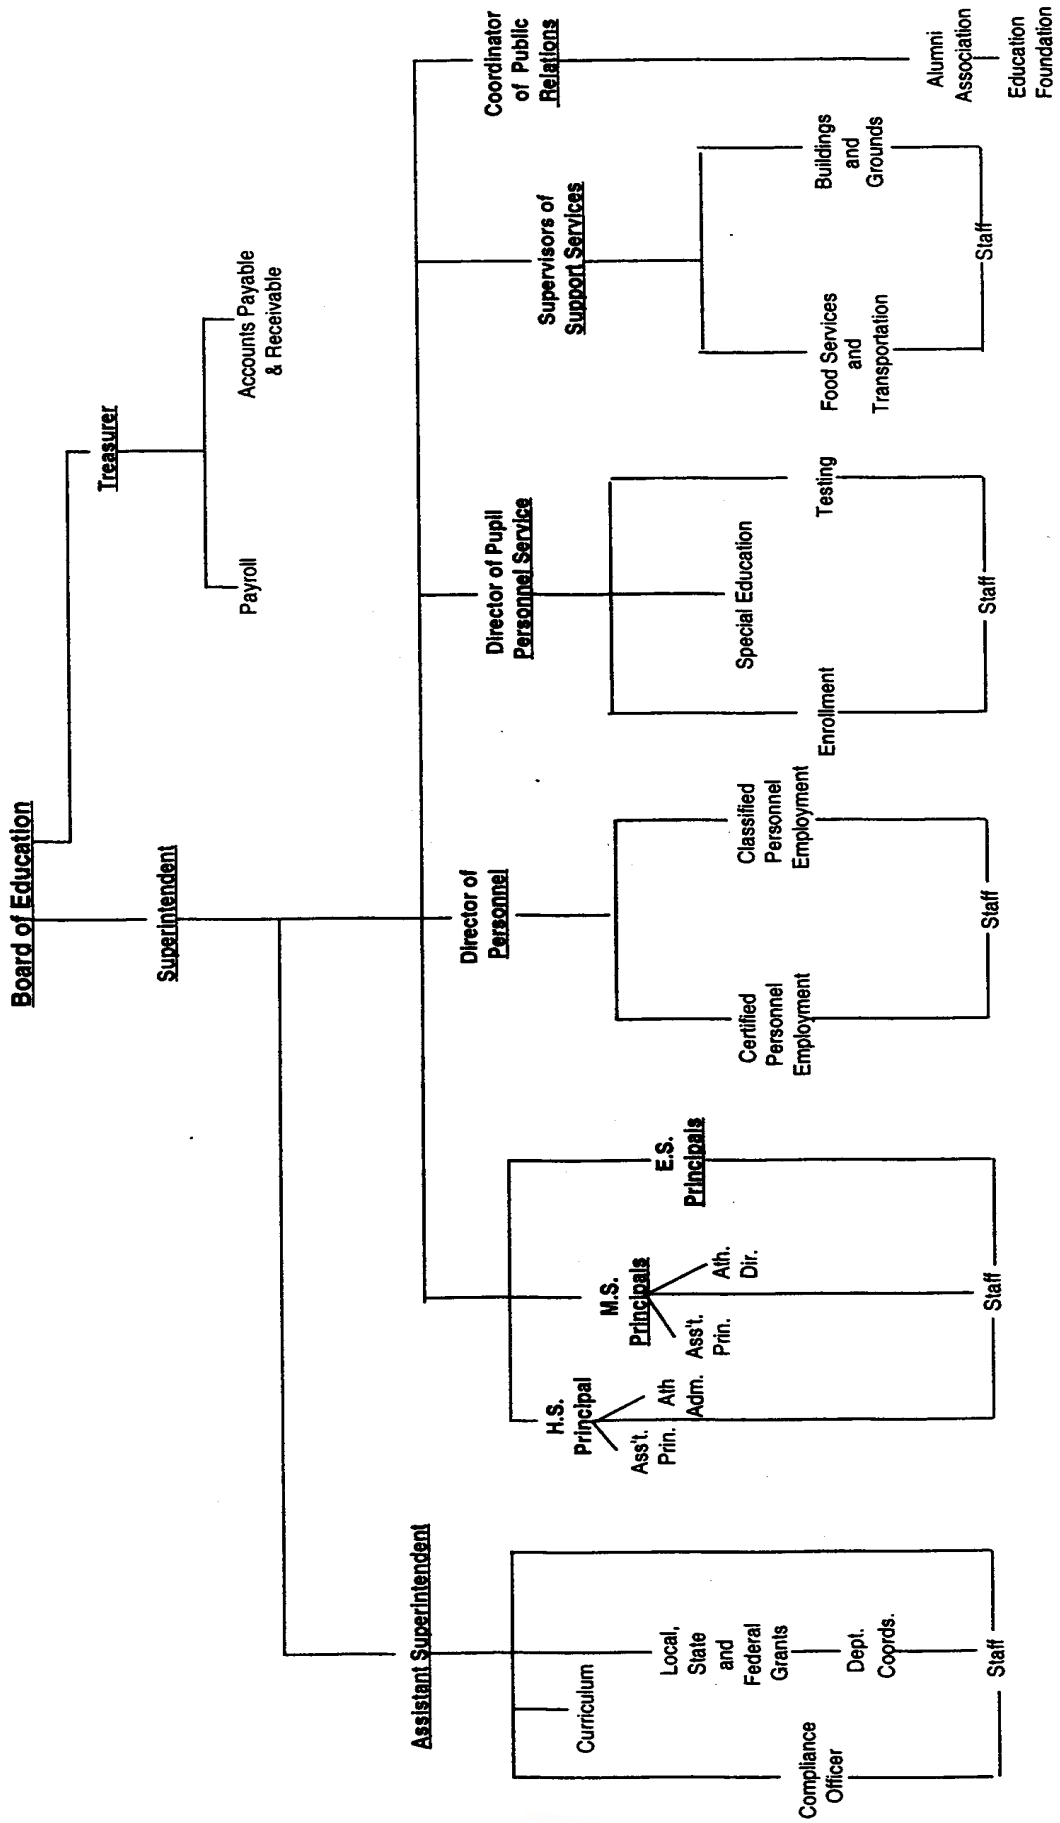 Board of Education
Superintendent
Treasurer
Payroll
Accounts Payable
& Receivable
Assistant Superintendent
Curriculum
Compliance
Officer
Local,
State
and
Federal
Grants
Dept.
Coords.
Staff
H.S.
Principal
Ass't.
Prin.
Ath
Adm.
M.S.
Principals
Ass't.
Prin.
Ath.
Dir.
E.S.
Principals
Staff
Director of
Personnel
Certified
Personnel
Employment
Classified
Personnel
Employment
Staff
Director of Pupil
Personnel Service
Enrollment
Special Education
Testing
Staff
Supervisors of
Support Services
Food Services
and
Transportation
Buildings
and
Grounds
Staff
Coordinator
of Public
Relations
Alumni
Association
Education
Foundation